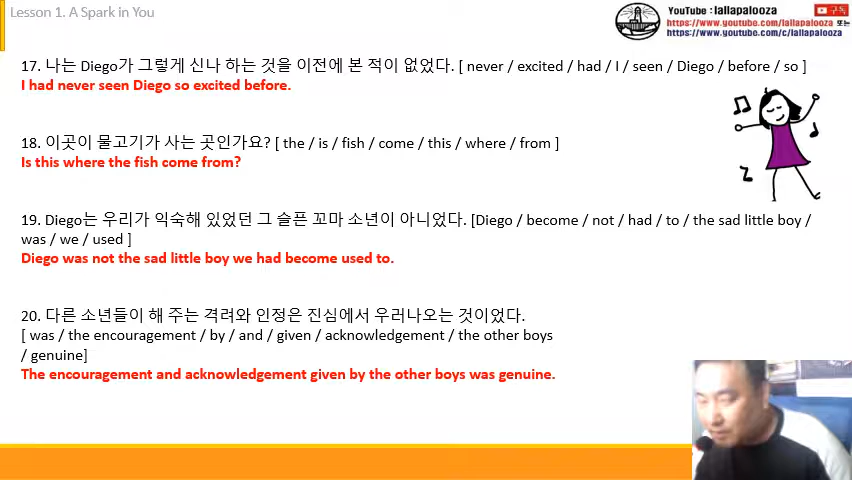 Lesson 1. A Spark in You
YouTube : lallapalooza
구독
https://www.youtube.com/lallapalooza 또는
https://www.youtube.com/c/lallapalooza
17. 나는 Diego가 그렇게 신나 하는 것을 이전에 본 적이 없었다. [ never / excited / had / I / seen / Diego / before / so ]
I had never seen Diego so excited before.
18. 이곳이 물고기가 사는 곳인가요? [ the / is / fish / come / this / where / from ]
Is this where the fish come from?
19. Diego는 우리가 익숙해 있었던 그 슬픈 꼬마 소년이 아니었다. [Diego / become / not / had / to / the sad little boy /
was / we / used ]
Diego was not the sad little boy we had become used to.
20. 다른 소년들이 해 주는 격려와 인정은 진심에서 우러나오는 것이었다.
[ was / the encouragement / by / and / given / acknowledgement / the other boys
/ genuine]
The encouragement and acknowledgement given by the other boys was genuine.